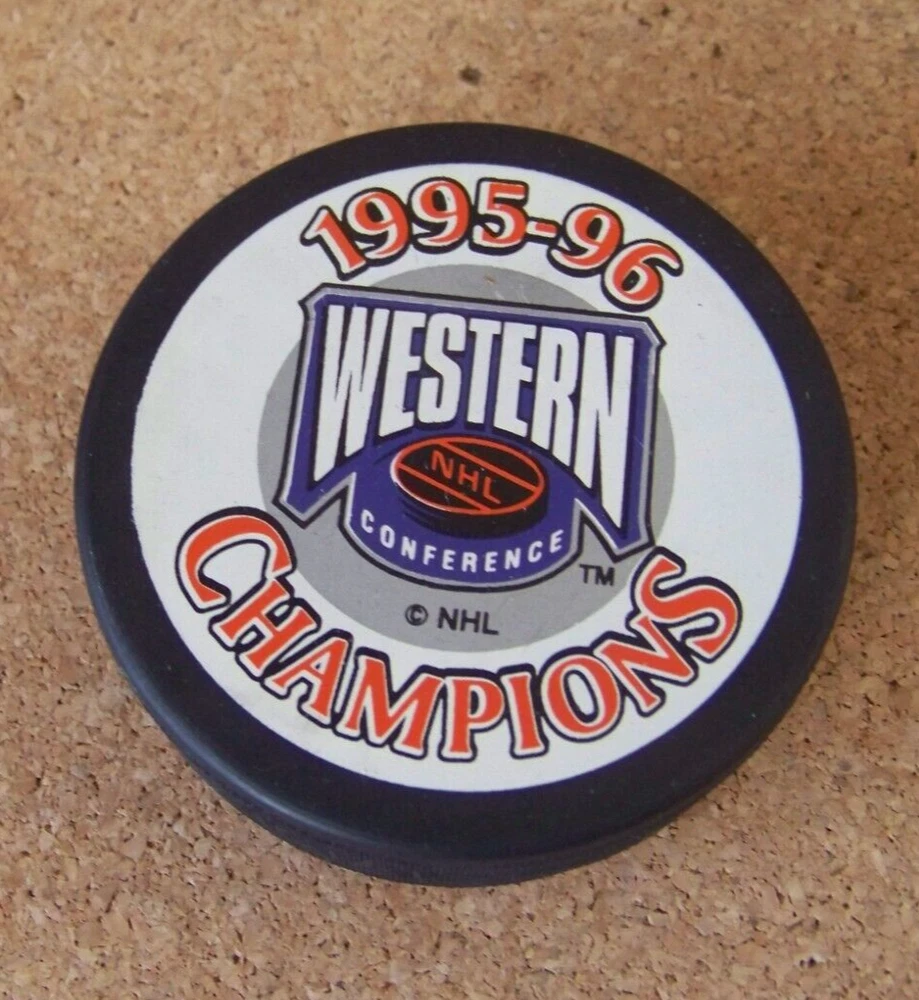 1995-96
WESTERN
NHL
CONFERENCE
TM
© NHL
CHAMPIONS